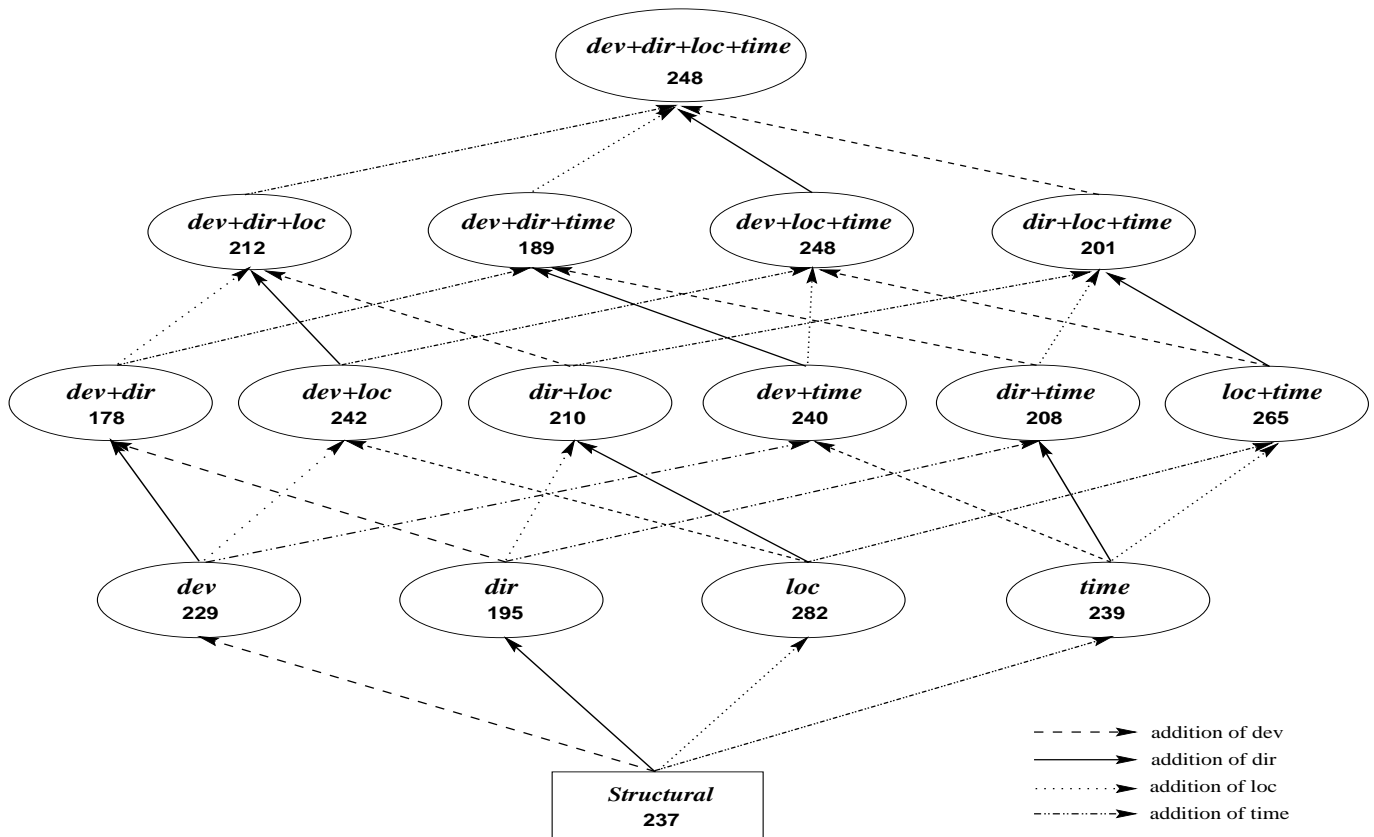 dev+dir+loc+time
248
dev+dir+loc
212
dev+dir+time
189
dev+loc+time
248
dir+loc+time
201
dev+dir
178
dev+loc
242
dir+loc
210
dev+time
240
dir+time
208
loc+time
265
dev
229
dir
195
loc
282
time
239
Structural
237
addition of dev
addition of dir
addition of loc
addition of time